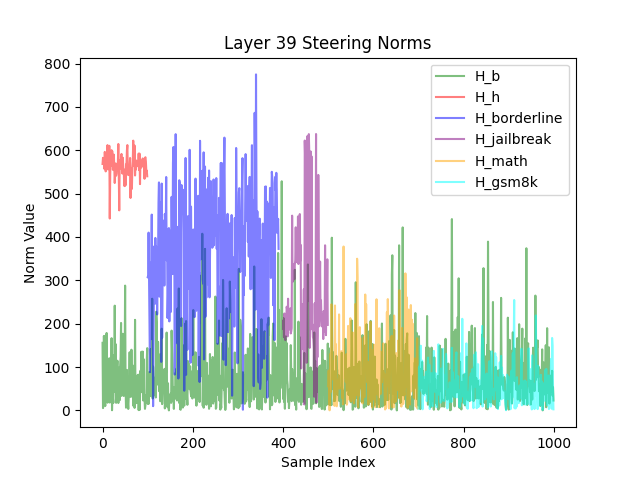 Layer 39 Steering Norms
800
700
600
500
400
300
200
100
0
Norm Value
H_b
H_h
H_borderline
H_jailbreak
H_math
H_gsm8k
0 200 400 600 800 1000
Sample Index